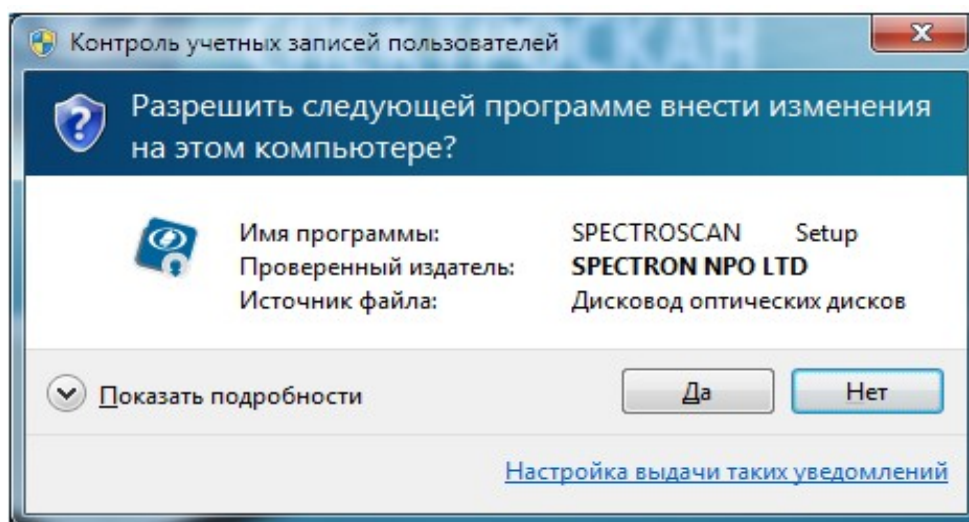 Контроль учетных записей пользователей
Разрешить следующей программе внести изменения
на этом компьютере?
Имя программы: SPECTROSCAN Setup
Проверенный издатель: SPECTRON NPO LTD
Источник файла: Дисковод оптических дисков
Показать подробности
Да Нет
Настройка выдачи таких уведомлений